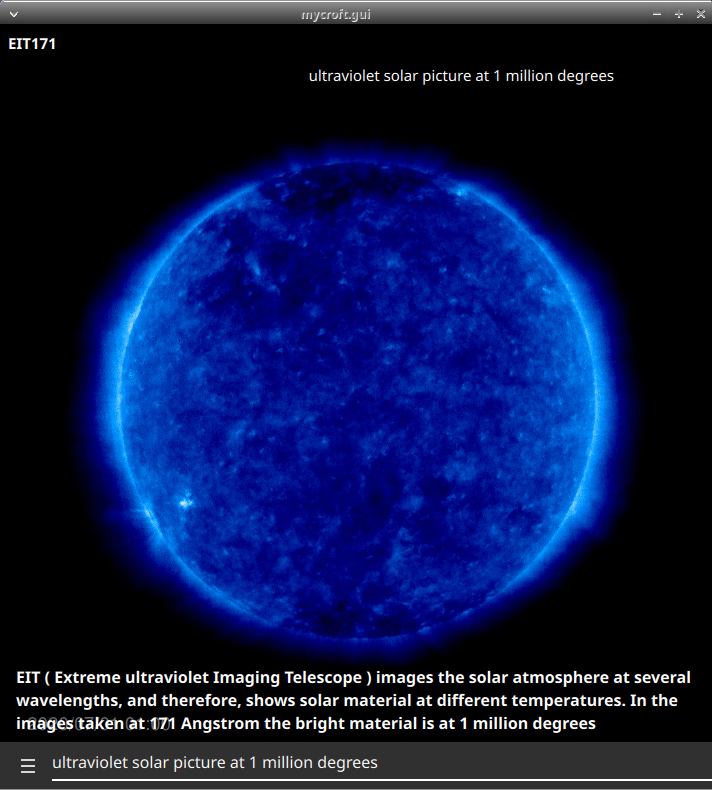 mycroft.gui
EIT171
ultraviolet solar picture at 1 million degrees
EIT ( Extreme ultraviolet Imaging Telescope ) images the solar atmosphere at several
wavelengths, and therefore, shows solar material at different temperatures. In the
images taken at 171 Angstrom the bright material is at 1 million degrees
ultraviolet solar picture at 1 million degrees